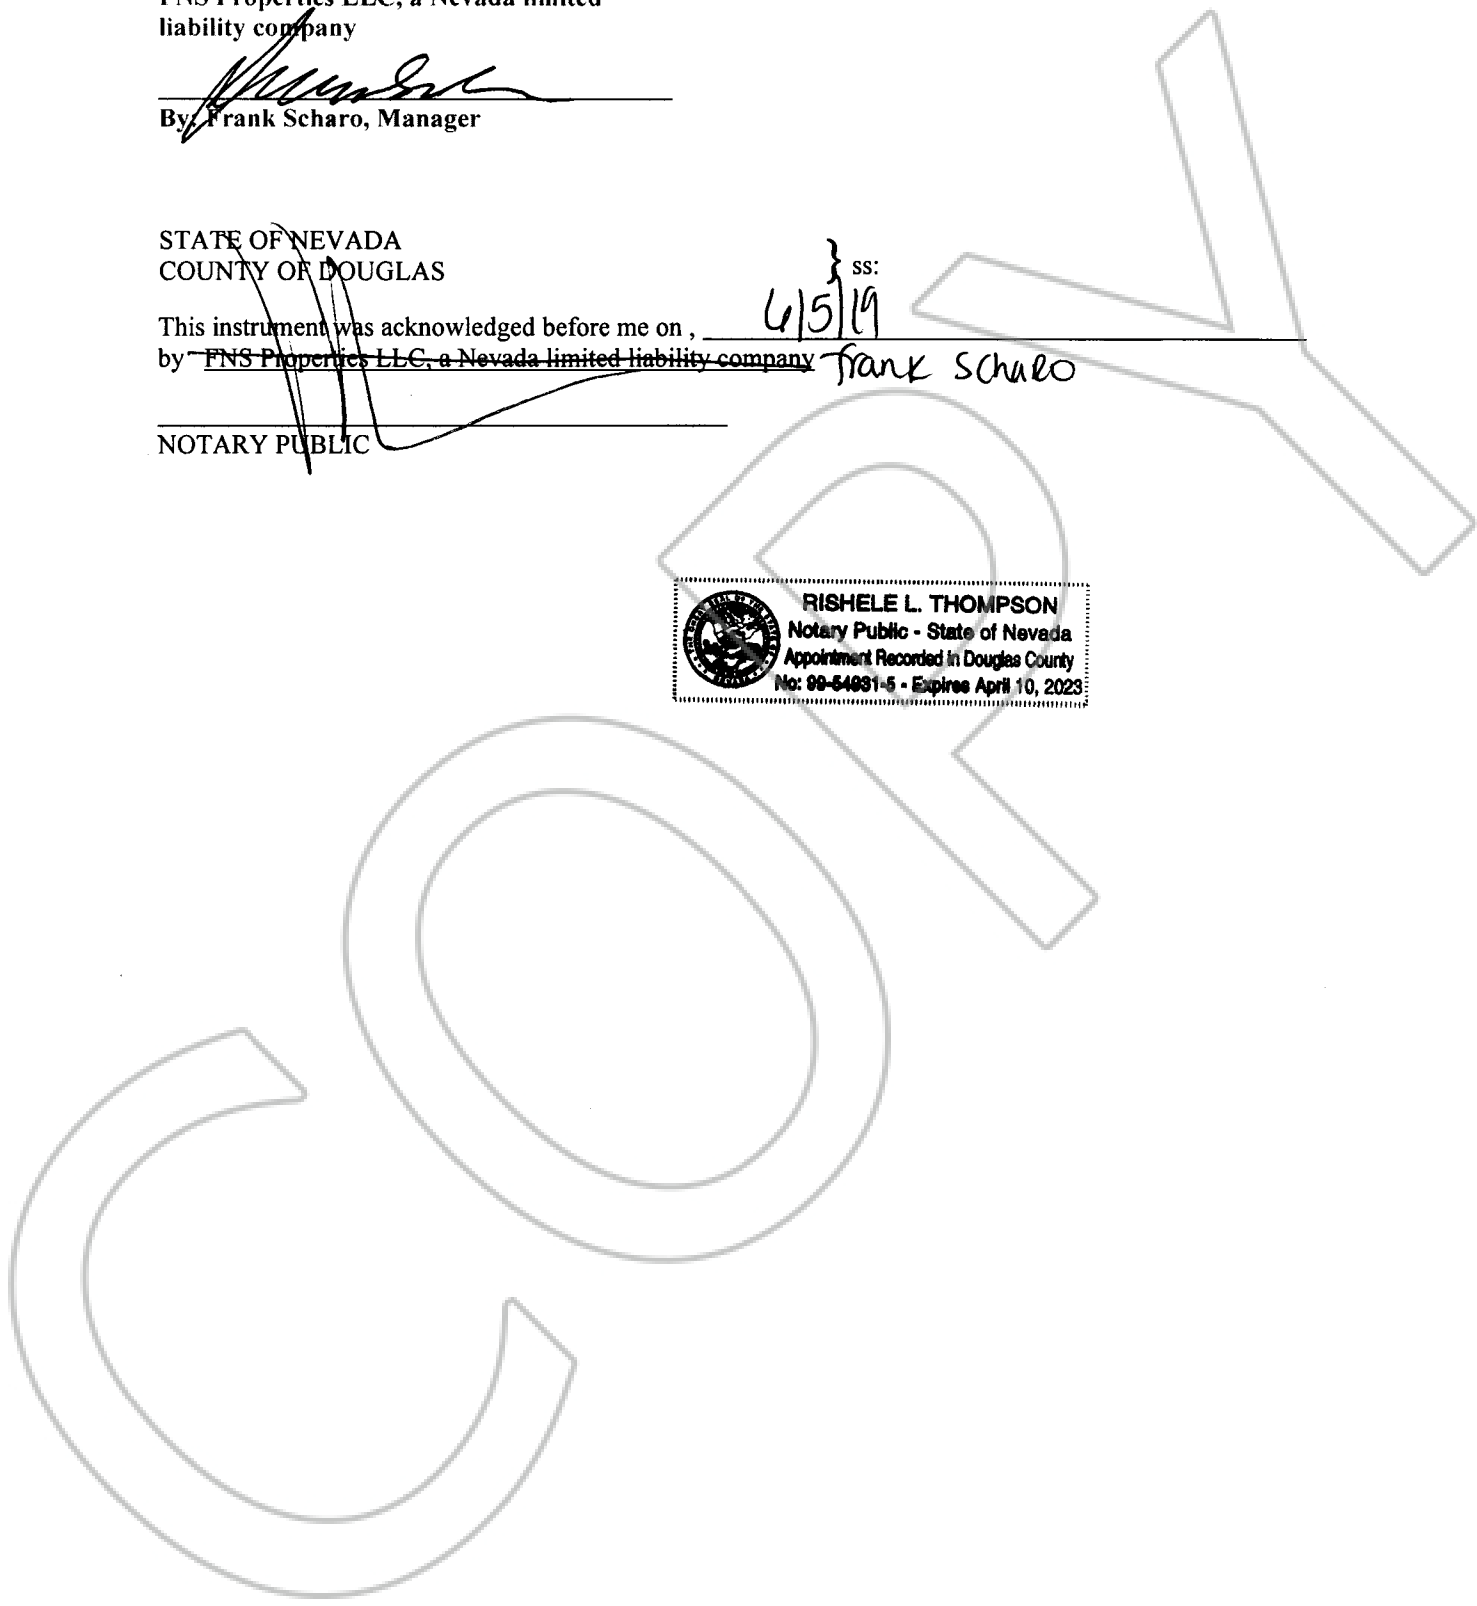 FNS Properties LLC, a Nevada limited
liability company
By: Frank Scharo, Manager
STATE OF NEVADA
COUNTY OF DOUGLAS
} ss:
This instrument was acknowledged before me on , 6/5/19
by FNS Properties LLC, a Nevada limited liability company Frank Scharo
NOTARY PUBLIC
RISHELE L. THOMPSON
Notary Public - State of Nevada
Appointment Recorded in Douglas County
No: 99-54931-5 - Expires April 10, 2023
COPY